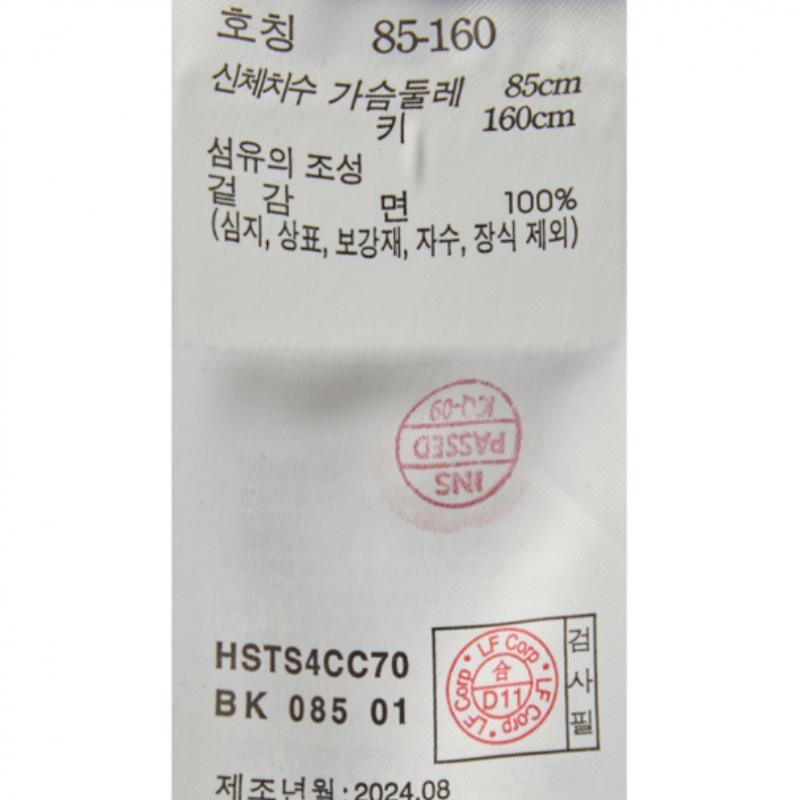 호칭 85-160
신체치수 가슴둘레 85cm
키 160cm
섬유의 조성
겉 감 면 100%
(심지, 상표, 보강재, 자수, 장식 제외)
KQ-09
PASSED
INS
HSTS4CC70
BK 085 01
LF Corp · LF Corp · LF Corp ·
合
D11
검사필
제조년월 : 2024.08